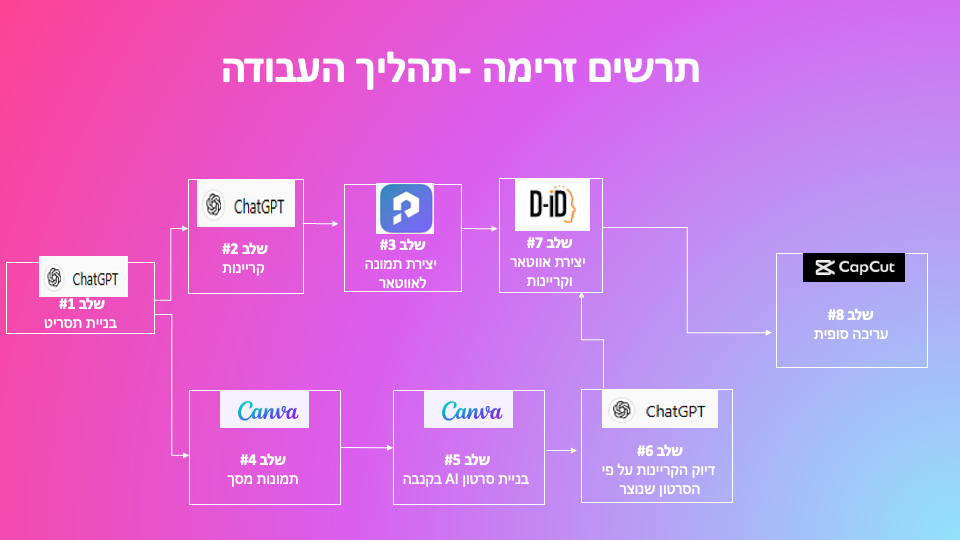 תרשים זרימה -תהליך העבודה
ChatGPT
שלב 1#
בניית תסריט
ChatGPT
שלב 2#
קריינות
שלב 3#
יצירת תמונה
לאווטאר
D-iD
שלב 7#
יצירת אווטאר
וקריינות
CapCut
שלב 8#
עריכה סופית
Canva
שלב 4#
תמונות מסך
Canva
שלב 5#
בניית סרטון AI בקנבה
ChatGPT
שלב 6#
דיוק הקריינות על פי
הסרטון שנוצר